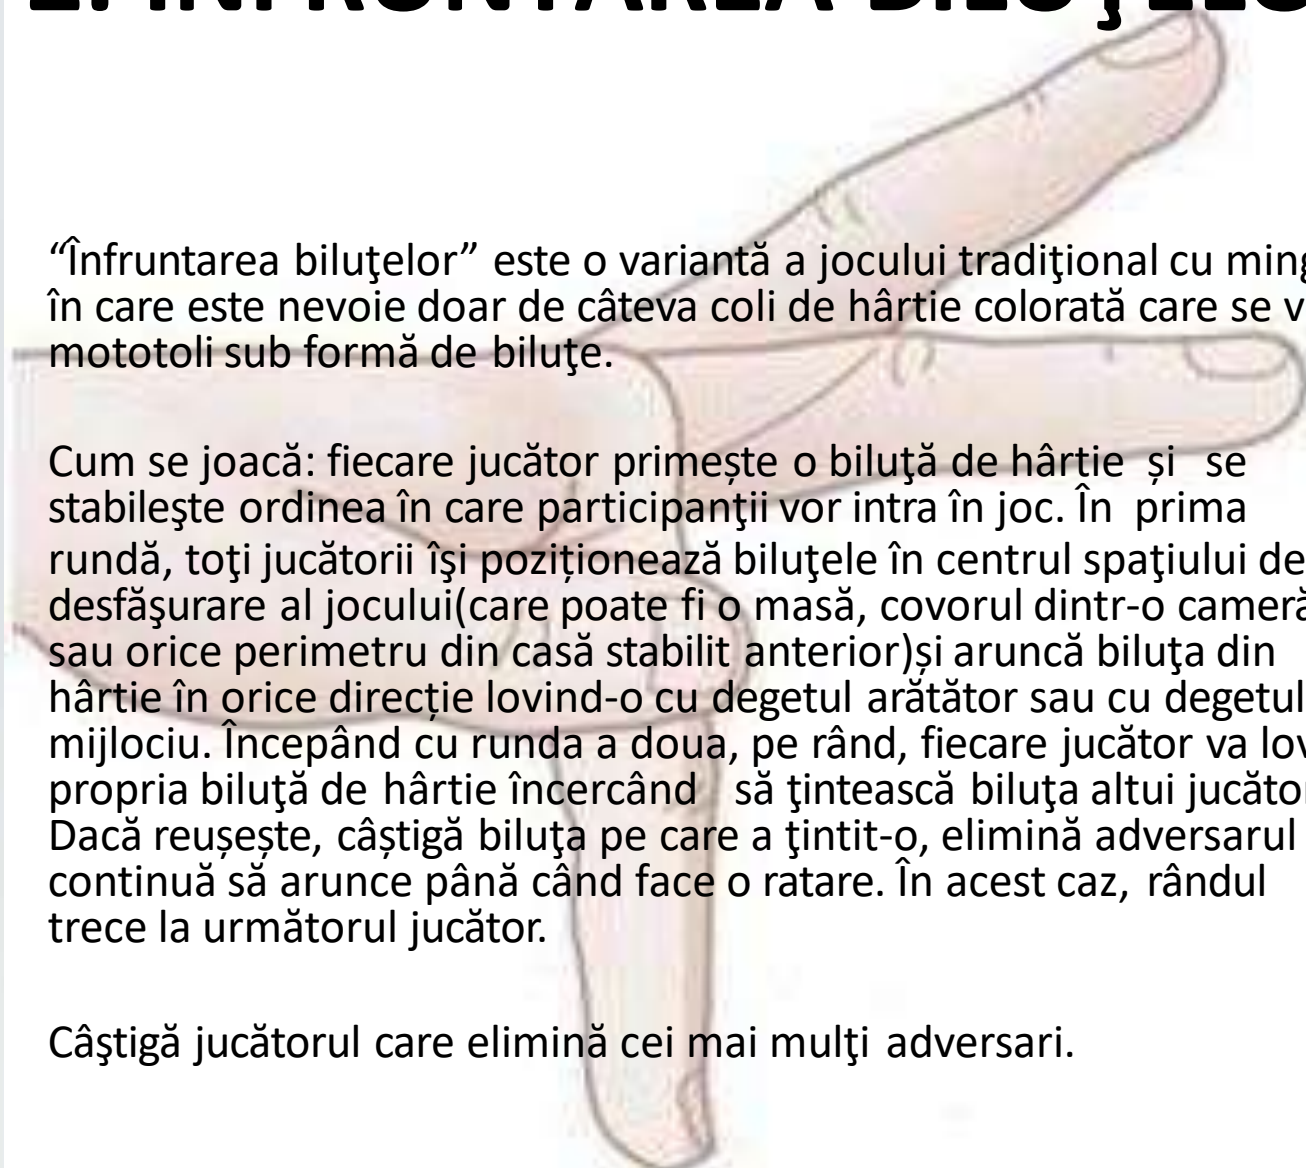 ÎNFRUNTAREA BILUŢELO
“Înfruntarea biluţelor” este o variantă a jocului tradiţional cu ming
în care este nevoie doar de câteva coli de hârtie colorată care se v
mototoli sub formă de biluţe.
Cum se joacă: fiecare jucător primește o biluţă de hârtie și se
stabileşte ordinea în care participanţii vor intra în joc. În prima
rundă, toţi jucătorii îşi poziționează biluţele în centrul spaţiului de
desfăşurare al jocului(care poate fi o masă, covorul dintr-o cameră
sau orice perimetru din casă stabilit anterior)și aruncă biluţa din
hârtie în orice direcție lovind-o cu degetul arătător sau cu degetul
mijlociu. Începând cu runda a doua, pe rând, fiecare jucător va lov
propria biluţă de hârtie încercând să ţintească biluţa altui jucător
Dacă reușește, câștigă biluţa pe care a ţintit-o, elimină adversarul
continuă să arunce până când face o ratare. În acest caz, rândul
trece la următorul jucător.
Câştigă jucătorul care elimină cei mai mulţi adversari.